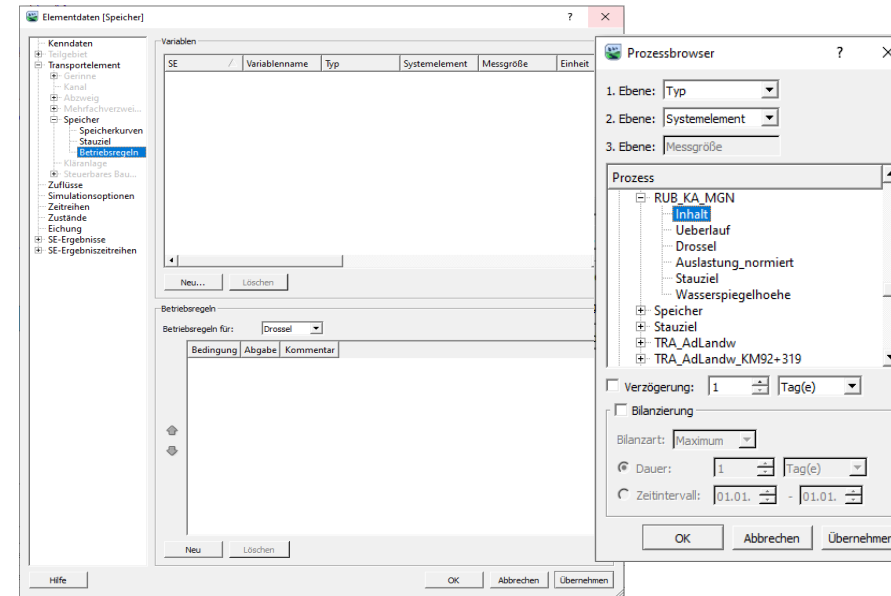 Elementdaten [Speicher]
?
Kenndaten
Teilgebiet
Transportelement
Gerinne
Kanal
Abzweig
Mehrfachverzwei...
Speicher
Speicherkurven
Stauziel
Betriebsregeln
Kläranlage
Steuerbares Bau...
Zuflüsse
Simulationsoptionen
Zeitreihen
Zustände
Eichung
SE-Ergebnisse
SE-Ergebniszeitreihen
Variablen
SE Variablenname Typ Systemelement Messgröße Einheit
Neu... Löschen
Betriebsregeln
Betriebsregeln für: Drossel
Bedingung Abgabe Kommentar
Neu Löschen
Hilfe OK Abbrechen Übernehmen
Prozessbrowser ?
1. Ebene: Typ
2. Ebene: Systemelement
3. Ebene: Messgröße
Prozess
RUB_KA_MGN
Inhalt
Ueberlauf
Drossel
Auslastung_normiert
Stauziel
Wasserspiegelhoehe
Speicher
Stauziel
TRA_AdLandw
TRA_AdLandw_KM92+319
Verzögerung: 1 Tag(e)
Bilanzierung
Bilanzart: Maximum
Dauer: 1 Tag(e)
Zeitintervall: 01.01. - 01.01.
OK Abbrechen Übernehmen